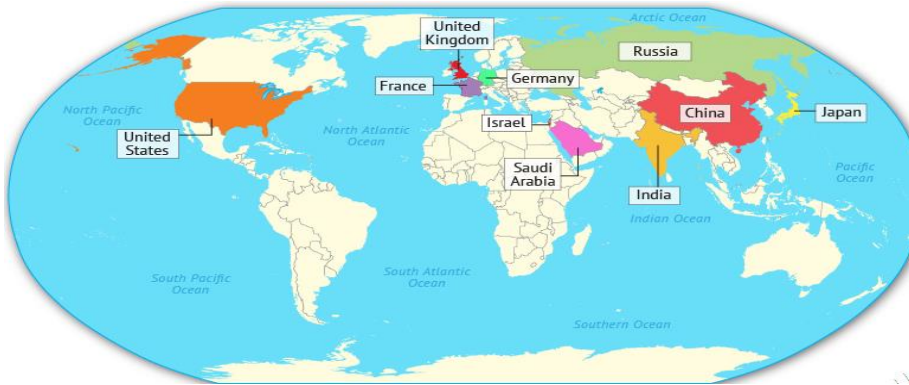 Arctic Ocean
United
Kingdom
Russia
France
Germany
North Pacific
Ocean
China
Japan
Israel
North Atlantic
Ocean
United
States
Saudi
Arabia
Pacific
Ocean
India
Indian Ocean
South Pacific
Ocean
South Atlantic
Ocean
Southern Ocean